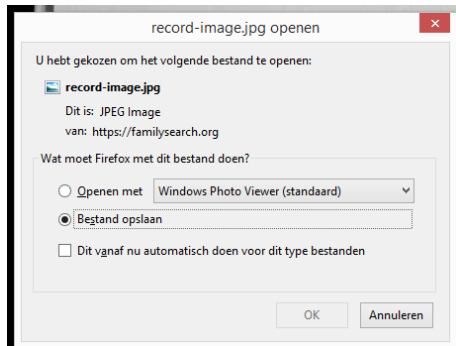 record-image.jpg openen
U hebt gekozen om het volgende bestand te openen:
record-image.jpg
Dit is: JPEG Image
van: https://familysearch.org
Wat moet Firefox met dit bestand doen?
Openen met Windows Photo Viewer (standaard)
Bestand opslaan
Dit vanaf nu automatisch doen voor dit type bestanden
OK Annuleren